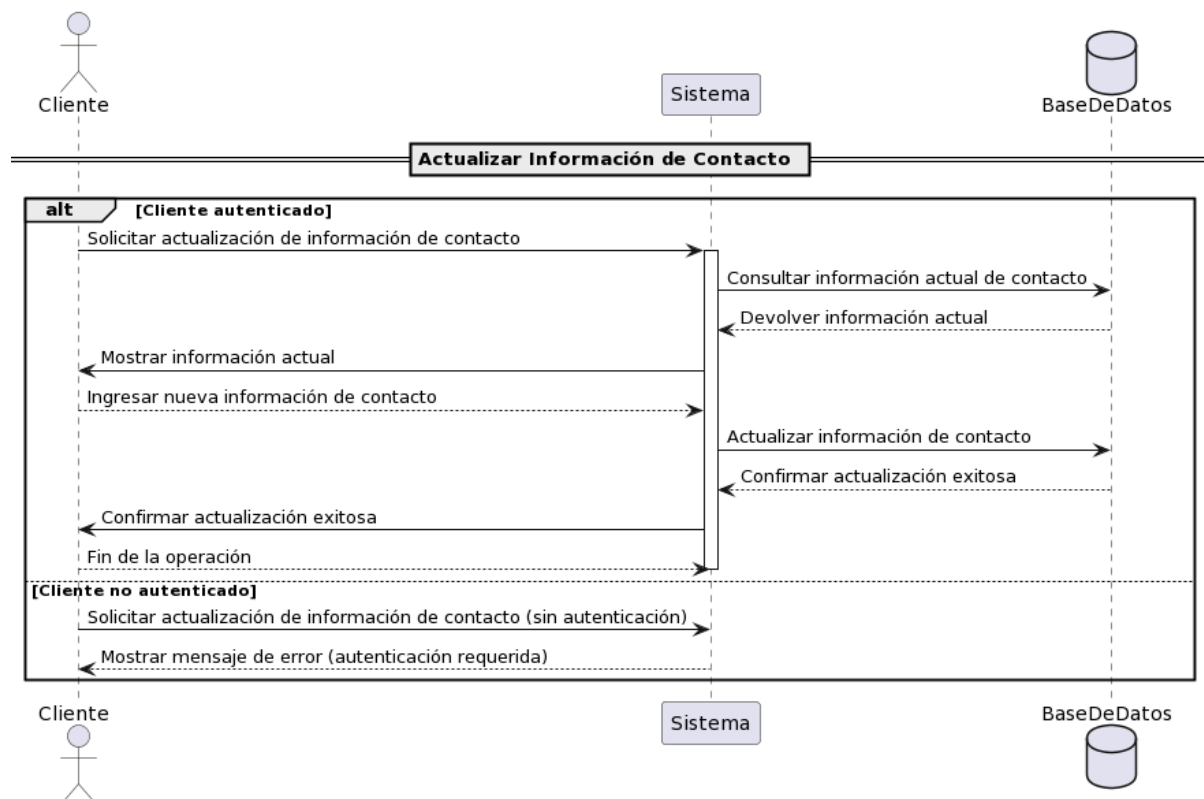 Cliente
Sistema
BaseDeDatos
Actualizar Información de Contacto
alt [Cliente autenticado]
Solicitar actualización de información de contacto
Consultar información actual de contacto
Devolver información actual
Mostrar información actual
Ingresar nueva información de contacto
Actualizar información de contacto
Confirmar actualización exitosa
Confirmar actualización exitosa
Fin de la operación
[Cliente no autenticado]
Solicitar actualización de información de contacto (sin autenticación)
Mostrar mensaje de error (autenticación requerida)
Cliente
Sistema
BaseDeDatos